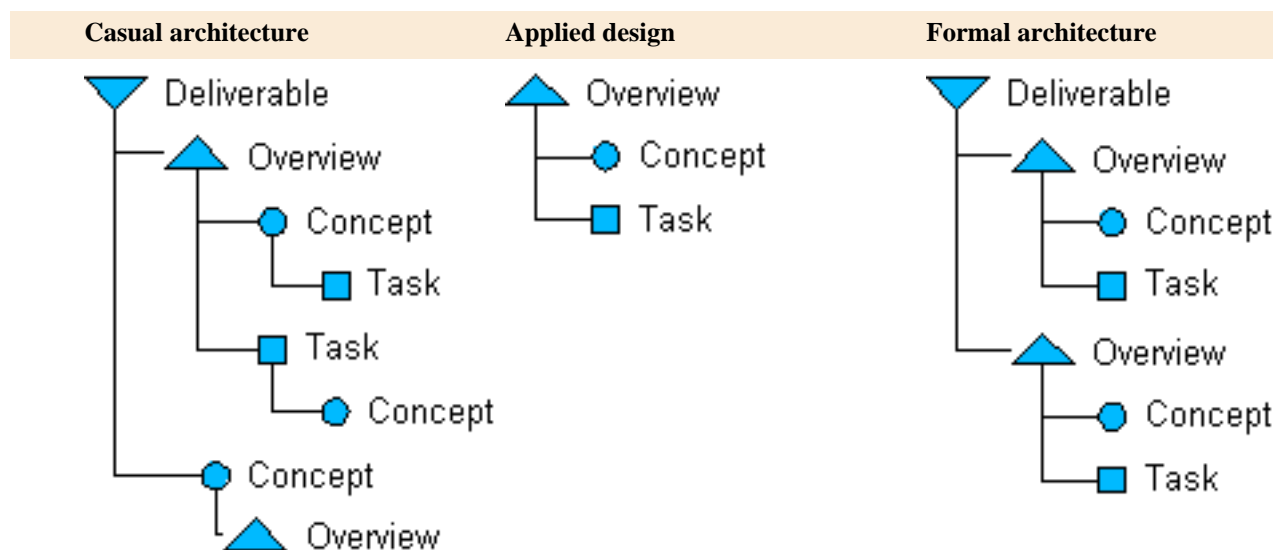 Casual architecture
Applied design
Formal architecture
Deliverable
Overview
Concept
Task
Task
Concept
Concept
Overview
Overview
Concept
Task
Deliverable
Overview
Concept
Task
Overview
Concept
Task